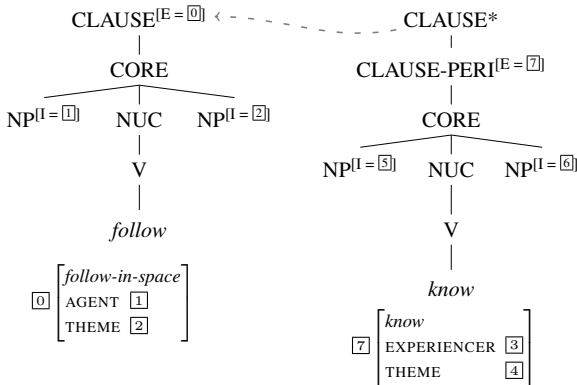 CLAUSE[E = 0] CLAUSE*
CORE CLAUSE-PERI[E = 7]
NP[I = 1] NUC NP[I = 2] CORE
V NP[I = 5] NUC NP[I = 6]
follow V
know
0 [follow-in-space
AGENT 1
THEME 2]
7 [know
EXPERIENCER 3
THEME 4]